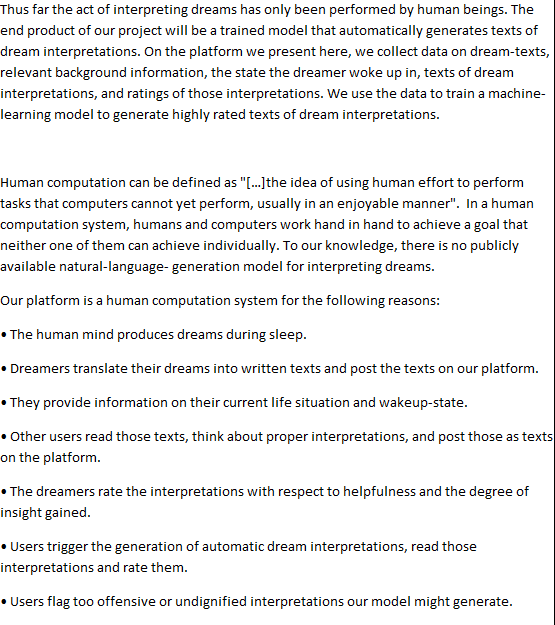 Thus far the act of interpreting dreams has only been performed by human beings. The
end product of our project will be a trained model that automatically generates texts of
dream interpretations. On the platform we present here, we collect data on dream-texts,
relevant background information, the state the dreamer woke up in, texts of dream
interpretations, and ratings of those interpretations. We use the data to train a machine-
learning model to generate highly rated texts of dream interpretations.
Human computation can be defined as "[...]the idea of using human effort to perform
tasks that computers cannot yet perform, usually in an enjoyable manner".  In a human
computation system, humans and computers work hand in hand to achieve a goal that
neither one of them can achieve individually. To our knowledge, there is no publicly
available natural-language- generation model for interpreting dreams.
Our platform is a human computation system for the following reasons:
• The human mind produces dreams during sleep.
• Dreamers translate their dreams into written texts and post the texts on our platform.
• They provide information on their current life situation and wakeup-state.
• Other users read those texts, think about proper interpretations, and post those as texts
on the platform.
• The dreamers rate the interpretations with respect to helpfulness and the degree of
insight gained.
• Users trigger the generation of automatic dream interpretations, read those
interpretations and rate them.
• Users flag too offensive or undignified interpretations our model might generate.